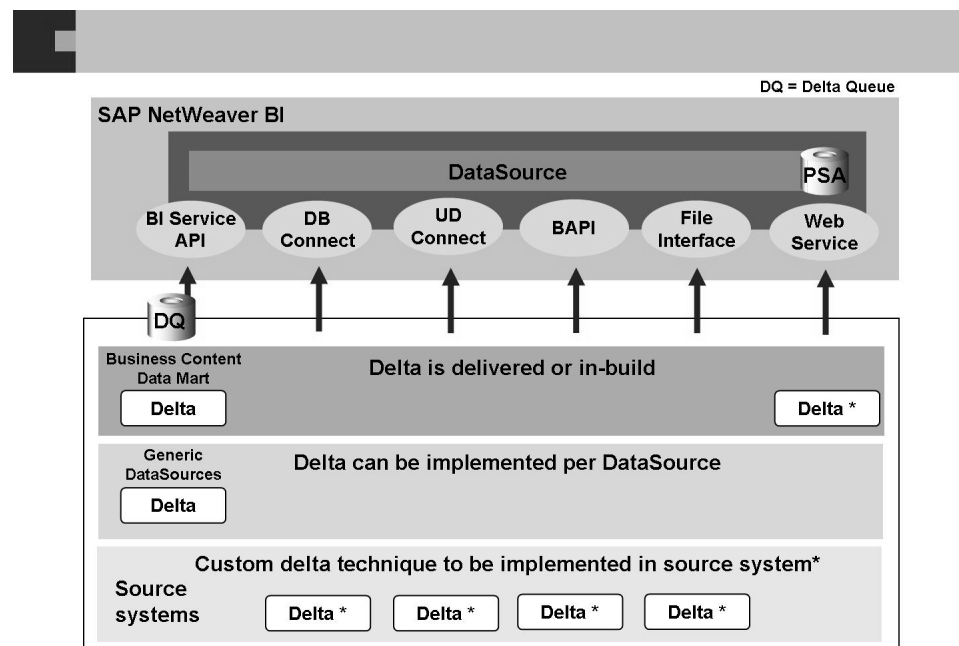 DQ = Delta Queue
SAP NetWeaver BI
DataSource
PSA
BI Service
API
DB
Connect
UD
Connect
BAPI
File
Interface
Web
Service
DQ
Business Content
Data Mart
Delta is delivered or in-build
Delta
Delta *
Generic
DataSources
Delta can be implemented per DataSource
Delta
Custom delta technique to be implemented in source system*
Source
systems
Delta *
Delta *
Delta *
Delta *